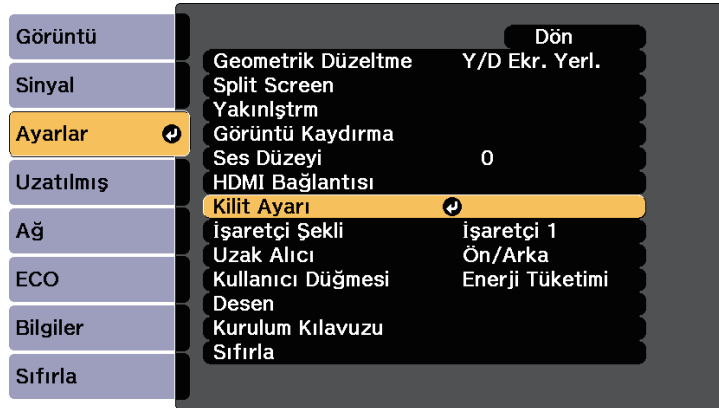 Görüntü
Sinyal
Ayarlar
Uzatılmış
Ağ
ECO
Bilgiler
Sıfırla
Dön
Geometrik Düzeltme Y/D Ekr. Yerl.
Split Screen
Yakınlştrm
Görüntü Kaydırma
Ses Düzeyi 0
HDMI Bağlantısı
Kilit Ayarı
İşaretçi Şekli İşaretçi 1
Uzak Alıcı Ön/Arka
Kullanıcı Düğmesi Enerji Tüketimi
Desen
Kurulum Kılavuzu
Sıfırla